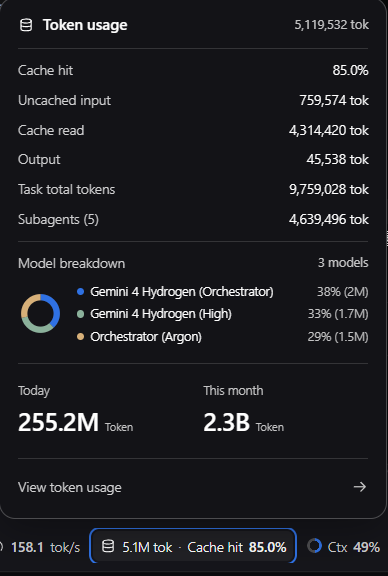 Token usage 5,119,532 tok
Cache hit 85.0%
Uncached input 759,574 tok
Cache read 4,314,420 tok
Output 45,538 tok
Task total tokens 9,759,028 tok
Subagents (5) 4,639,496 tok
Model breakdown 3 models
Gemini 4 Hydrogen (Orchestrator) 38% (2M)
Gemini 4 Hydrogen (High) 33% (1.7M)
Orchestrator (Argon) 29% (1.5M)
Today This month
255.2M Token 2.3B Token
View token usage →
158.1 tok/s 5.1M tok · Cache hit 85.0% Ctx 49%